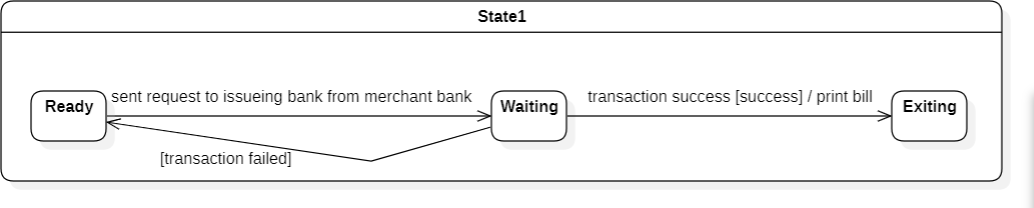 State1
Ready
sent request to issueing bank from merchant bank
Waiting
transaction success [success] / print bill
Exiting
[transaction failed]